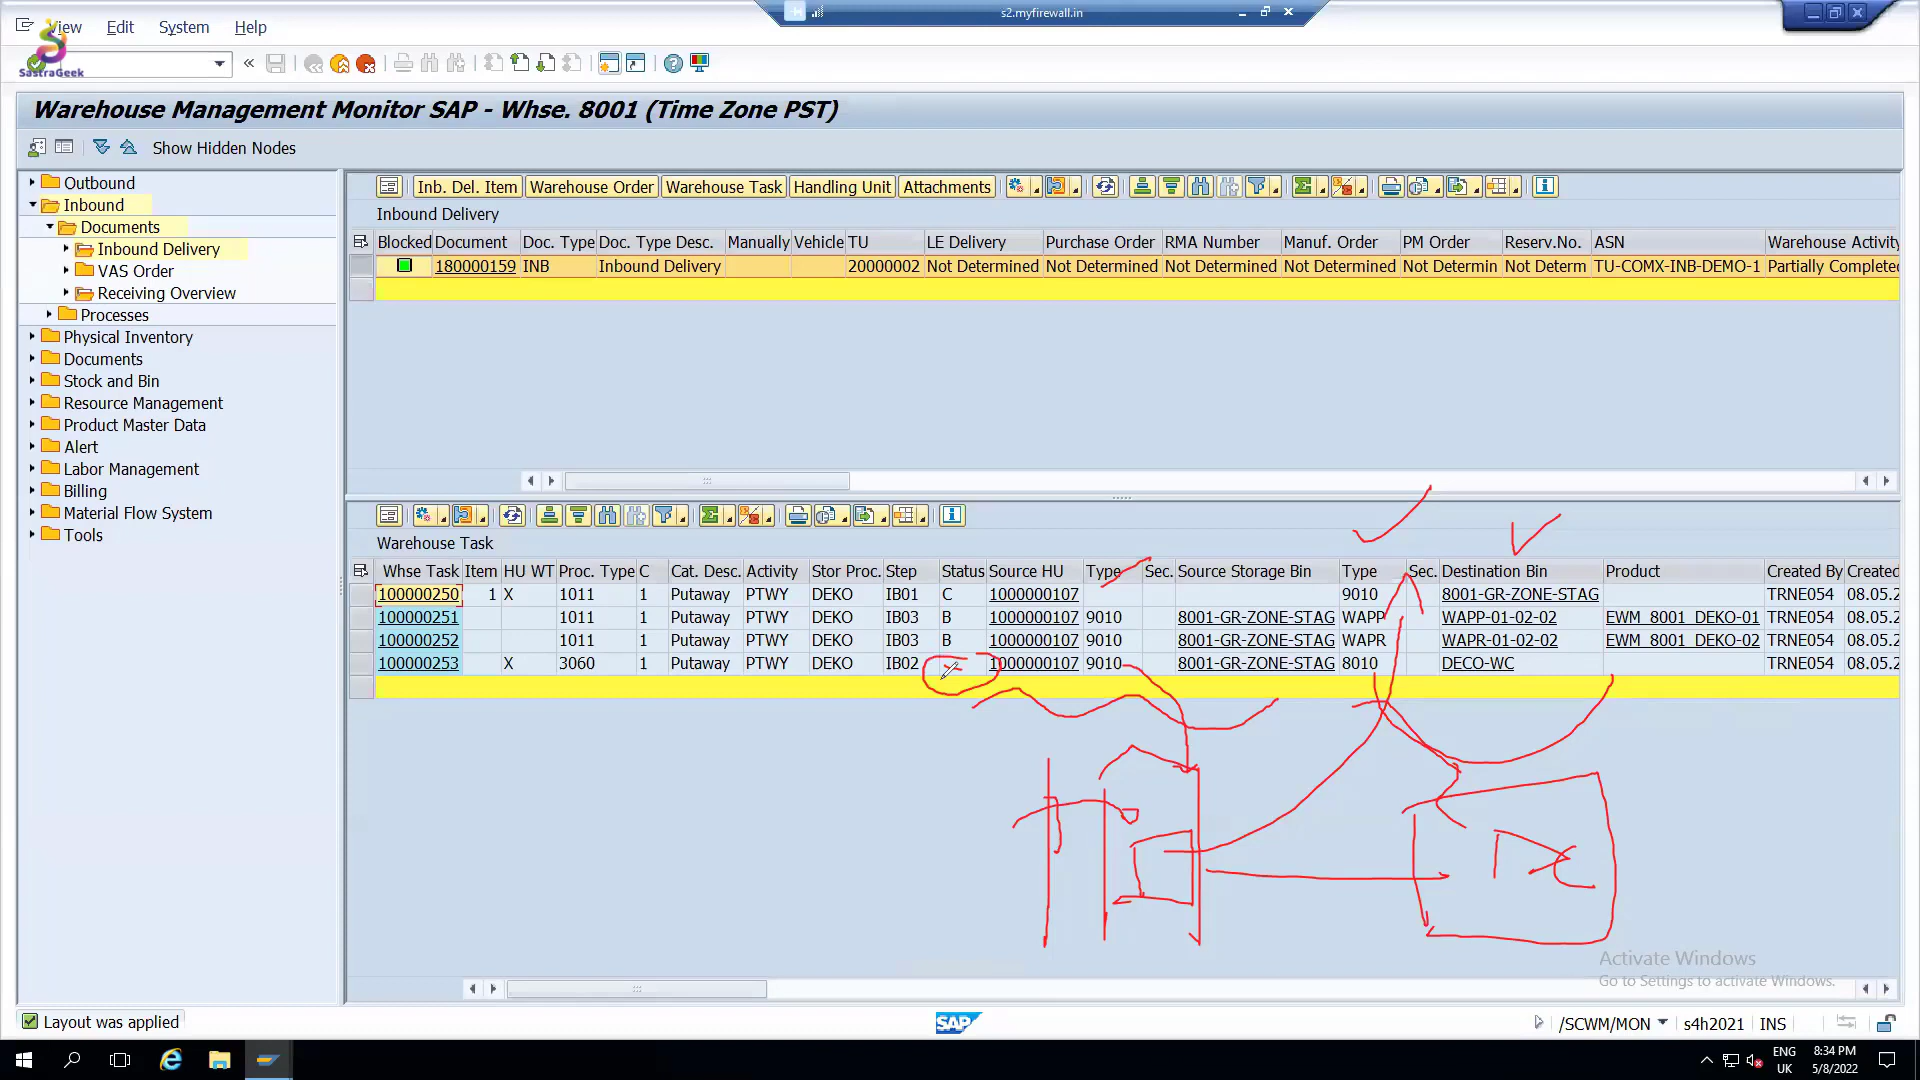 s2.myfirewall.in
View Edit System Help
SastraGeek
Warehouse Management Monitor SAP - Whse. 8001 (Time Zone PST)
Show Hidden Nodes
Outbound
Inbound
Documents
Inbound Delivery
VAS Order
Receiving Overview
Processes
Physical Inventory
Documents
Stock and Bin
Resource Management
Product Master Data
Alert
Labor Management
Billing
Material Flow System
Tools
Inb. Del. Item Warehouse Order Warehouse Task Handling Unit Attachments
Inbound Delivery
Blocked Document Doc. Type Doc. Type Desc. Manually Vehicle TU LE Delivery Purchase Order RMA Number Manuf. Order PM Order Reserv.No. ASN Warehouse Activity
180000159 INB Inbound Delivery 20000002 Not Determined Not Determined Not Determined Not Determined Not Determin Not Determ TU-COMX-INB-DEMO-1 Partially Complete
Warehouse Task
Whse Task Item HU WT Proc. Type C Cat. Desc. Activity Stor Proc. Step Status Source HU Type Sec. Source Storage Bin Type Sec. Destination Bin Product Created By Created
100000250 1 X 1011 1 Putaway PTWY DEKO IB01 C 1000000107 9010 8001-GR-ZONE-STAG TRNE054 08.05.2
100000251 1011 1 Putaway PTWY DEKO IB03 B 1000000107 9010 8001-GR-ZONE-STAG WAPP WAPP-01-02-02 EWM_8001_DEKO-01 TRNE054 08.05.2
100000252 1011 1 Putaway PTWY DEKO IB03 B 1000000107 9010 8001-GR-ZONE-STAG WAPR WAPR-01-02-02 EWM_8001_DEKO-02 TRNE054 08.05.2
100000253 X 3060 1 Putaway PTWY DEKO IB02 1000000107 9010 8001-GR-ZONE-STAG 8010 DECO-WC TRNE054 08.05.2
Activate Windows
Go to Settings to activate Windows.
Layout was applied
SAP
/SCWM/MON s4h2021 INS
ENG
UK
8:34 PM
5/8/2022